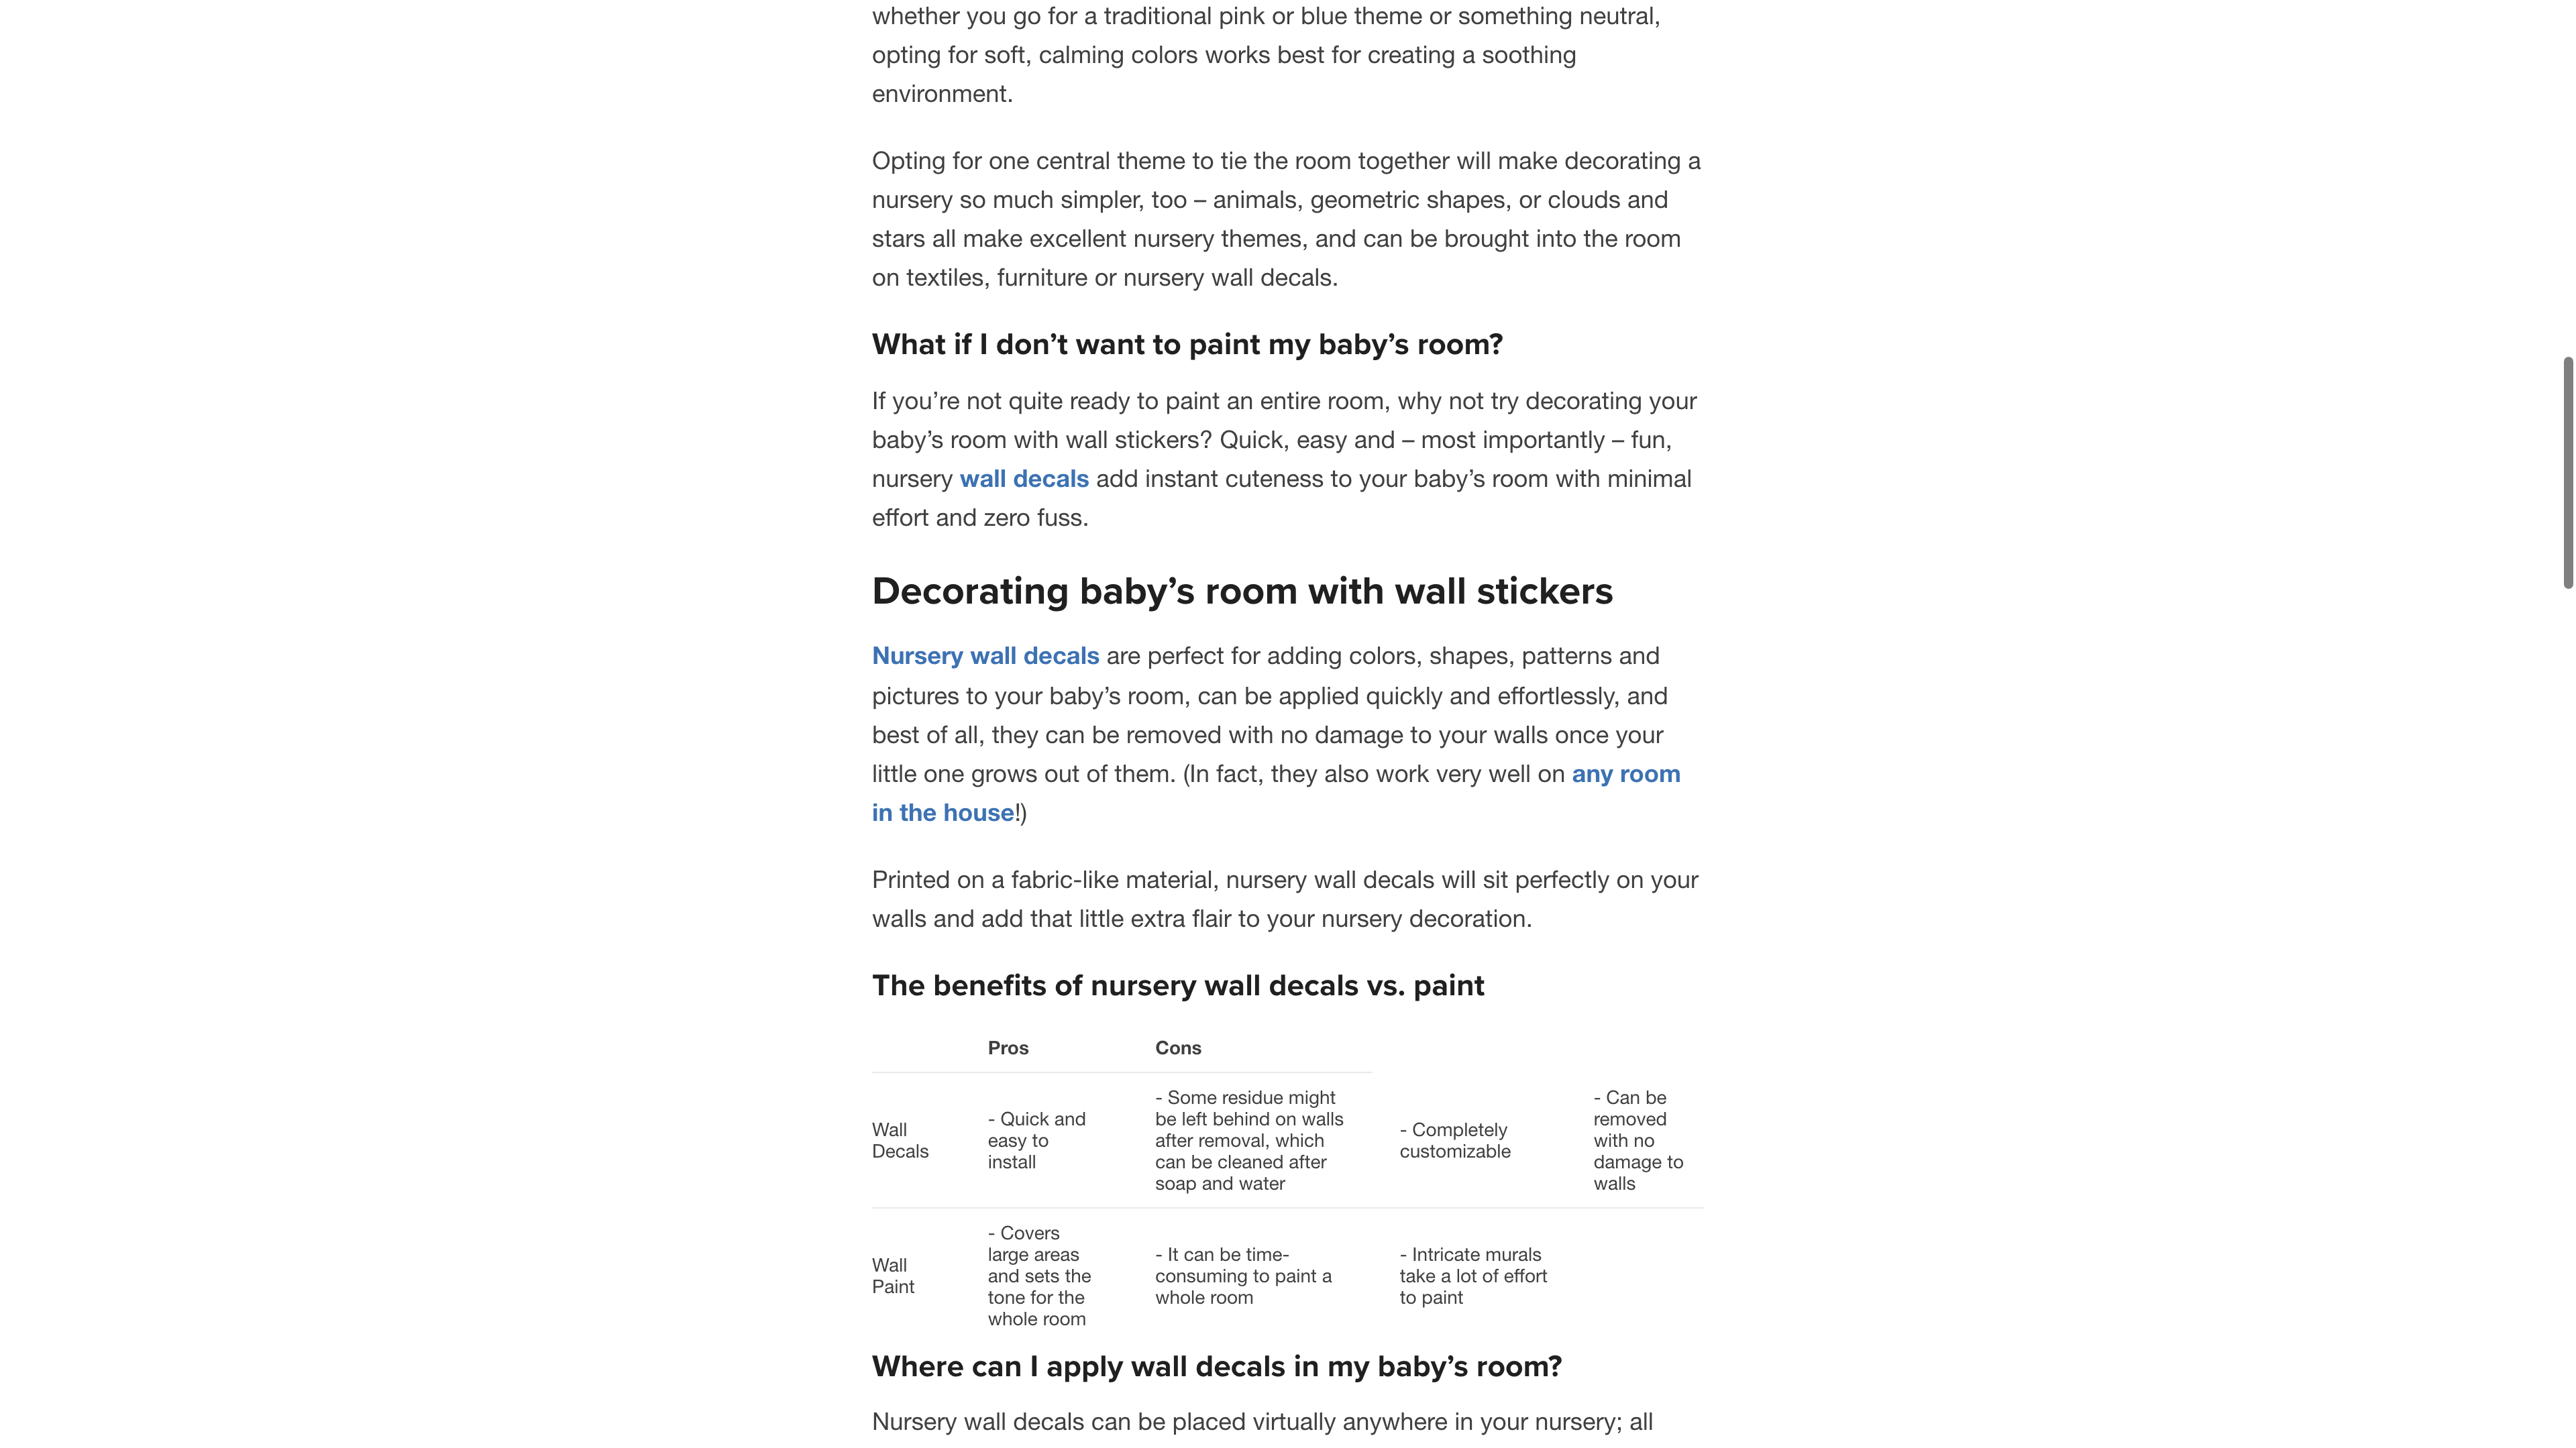 whether you go for a traditional pink or blue theme or something neutral,
opting for soft, calming colors works best for creating a soothing
environment.
Opting for one central theme to tie the room together will make decorating a
nursery so much simpler, too – animals, geometric shapes, or clouds and
stars all make excellent nursery themes, and can be brought into the room
on textiles, furniture or nursery wall decals.
What if I don’t want to paint my baby’s room?
If you’re not quite ready to paint an entire room, why not try decorating your
baby’s room with wall stickers? Quick, easy and – most importantly – fun,
nursery wall decals add instant cuteness to your baby’s room with minimal
effort and zero fuss.
Decorating baby’s room with wall stickers
Nursery wall decals are perfect for adding colors, shapes, patterns and
pictures to your baby’s room, can be applied quickly and effortlessly, and
best of all, they can be removed with no damage to your walls once your
little one grows out of them. (In fact, they also work very well on any room
in the house!)
Printed on a fabric-like material, nursery wall decals will sit perfectly on your
walls and add that little extra flair to your nursery decoration.
The benefits of nursery wall decals vs. paint
Pros
Cons
Wall
Decals
- Quick and
easy to
install
- Some residue might
be left behind on walls
after removal, which
can be cleaned after
soap and water
- Completely
customizable
- Can be
removed
with no
damage to
walls
Wall
Paint
- Covers
large areas
and sets the
tone for the
whole room
- It can be time-
consuming to paint a
whole room
- Intricate murals
take a lot of effort
to paint
Where can I apply wall decals in my baby’s room?
Nursery wall decals can be placed virtually anywhere in your nursery; all